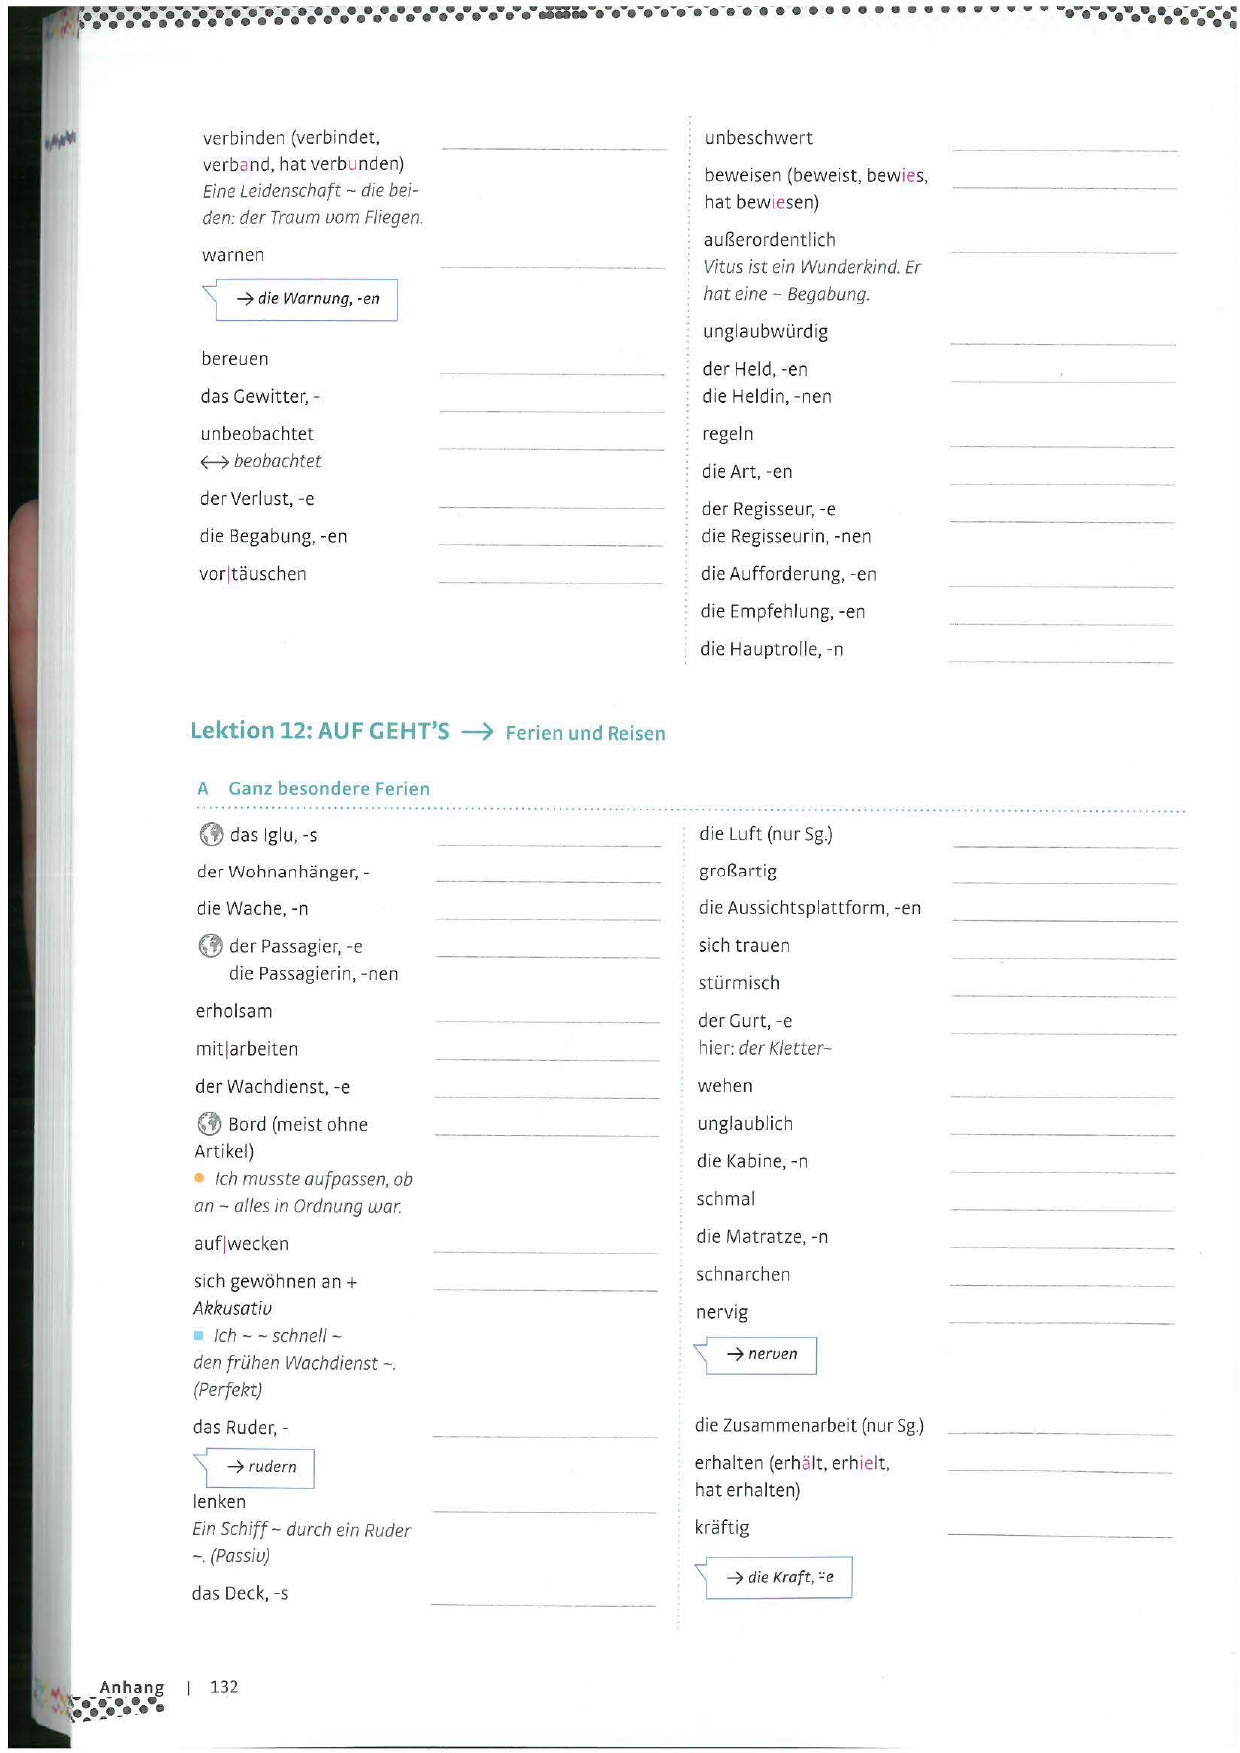 verbinden (verbindet,
verband, hat verbunden)
Eine Leidenschaft ~ die bei-
den: der Traum vom Fliegen.
warnen
→ die Warnung, -en
bereuen
das Gewitter, -
unbeobachtet
↔ beobachtet
der Verlust, -e
die Begabung, -en
vor|täuschen
unbeschwert
beweisen (beweist, bewies,
hat bewiesen)
außerordentlich
Vitus ist ein Wunderkind. Er
hat eine ~ Begabung.
unglaubwürdig
der Held, -en
die Heldin, -nen
regeln
die Art, -en
der Regisseur, -e
die Regisseurin, -nen
die Aufforderung, -en
die Empfehlung, -en
die Hauptrolle, -n
Lektion 12: AUF GEHT'S → Ferien und Reisen
A Ganz besondere Ferien
das Iglu, -s
der Wohnanhänger, -
die Wache, -n
der Passagier, -e
die Passagierin, -nen
erholsam
mit|arbeiten
der Wachdienst, -e
Bord (meist ohne
Artikel)
Ich musste aufpassen, ob
an ~ alles in Ordnung war.
auf|wecken
sich gewöhnen an +
Akkusativ
Ich ~ ~ schnell ~
den frühen Wachdienst ~.
(Perfekt)
das Ruder, -
→ rudern
lenken
Ein Schiff ~ durch ein Ruder
~. (Passiv)
das Deck, -s
die Luft (nur Sg.)
großartig
die Aussichtsplattform, -en
sich trauen
stürmisch
der Gurt, -e
hier: der Kletter~
wehen
unglaublich
die Kabine, -n
schmal
die Matratze, -n
schnarchen
nervig
→ nerven
die Zusammenarbeit (nur Sg.)
erhalten (erhält, erhielt,
hat erhalten)
kräftig
→ die Kraft, ¨-e
Anhang | 132